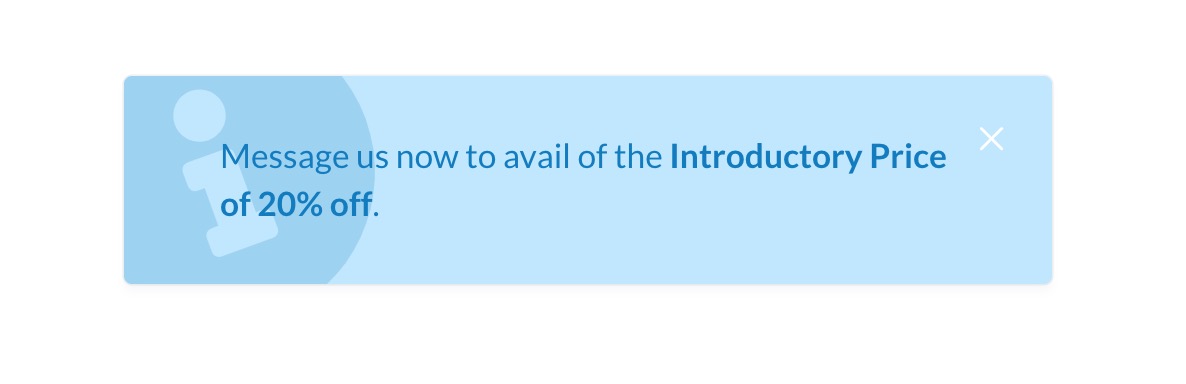 Message us now to avail of the Introductory Price
of 20% off.